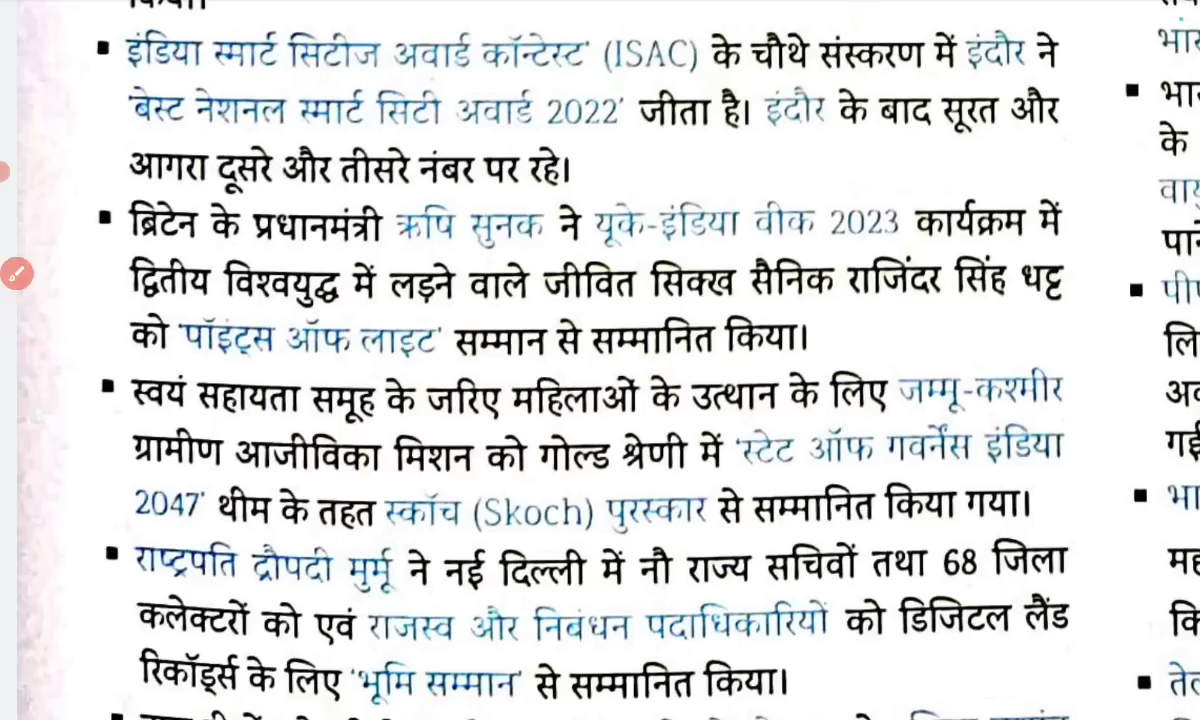 इंडिया स्मार्ट सिटीज अवार्ड कॉन्टेस्ट' (ISAC) के चौथे संस्करण में इंदौर ने
'बेस्ट नेशनल स्मार्ट सिटी अवार्ड 2022' जीता है। इंदौर के बाद सूरत और
आगरा दूसरे और तीसरे नंबर पर रहे।
ब्रिटेन के प्रधानमंत्री ऋषि सुनक ने यूके-इंडिया वीक 2023 कार्यक्रम में
द्वितीय विश्वयुद्ध में लड़ने वाले जीवित सिक्ख सैनिक राजिंदर सिंह धट्ट
को 'पॉइंट्स ऑफ लाइट' सम्मान से सम्मानित किया।
स्वयं सहायता समूह के जरिए महिलाओं के उत्थान के लिए जम्मू-कश्मीर
ग्रामीण आजीविका मिशन को गोल्ड श्रेणी में 'स्टेट ऑफ गवर्नेंस इंडिया
2047' थीम के तहत स्कॉच (Skoch) पुरस्कार से सम्मानित किया गया।
राष्ट्रपति द्रौपदी मुर्मू ने नई दिल्ली में नौ राज्य सचिवों तथा 68 जिला
कलेक्टरों को एवं राजस्व और निबंधन पदाधिकारियों को डिजिटल लैंड
रिकॉर्ड्स के लिए 'भूमि सम्मान' से सम्मानित किया।
के